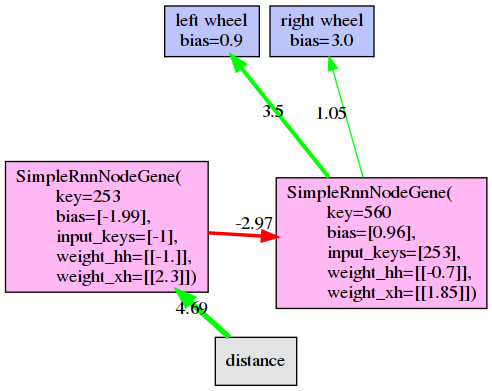 left wheel
bias=0.9
right wheel
bias=3.0
3.5
1.05
SimpleRnnNodeGene(
key=253
bias=[-1.99],
input_keys=[-1],
weight_hh=[[-1.]],
weight_xh=[[2.3]])
-2.97
SimpleRnnNodeGene(
key=560
bias=[0.96],
input_keys=[253],
weight_hh=[[-0.7]],
weight_xh=[[1.85]])
4.69
distance